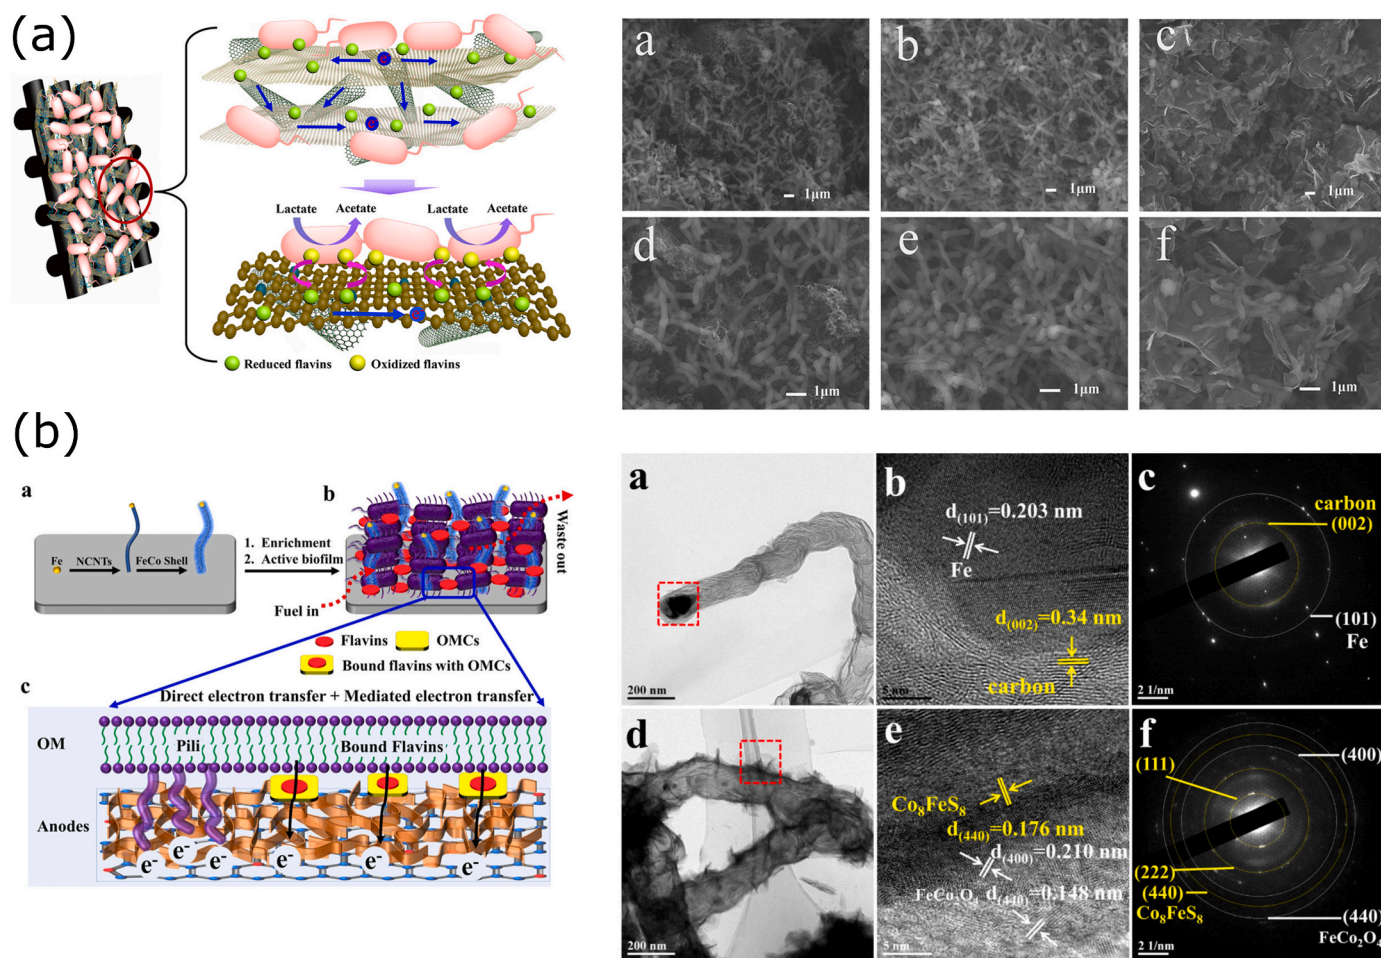 (a)
Lactate Acetate Lactate Acetate
Reduced flavins Oxidized flavins
a
1μm
b
1μm
c
1μm
d
1μm
e
1μm
f
1μm
(b)
a
Fe NCNTs FeCo Shell
1. Enrichment
2. Active biofilm
b
Fuel in
Waste out
Flavins OMCs
Bound flavins with OMCs
c
Direct electron transfer + Mediated electron transfer
OM
Pili Bound Flavins
Anodes
e- e- e- e- e- e-
a
200 nm
b
d(101)=0.203 nm
Fe
d(002)=0.34 nm
carbon
5 nm
c
carbon
(002)
(101)
Fe
2 1/nm
d
200 nm
e
Co8FeS8
d(440)=0.176 nm
d(400)=0.210 nm
FeCo2O4 d(440)=0.148 nm
5 nm
f
(111)
(400)
(222)
(440)
Co8FeS8
(440)
FeCo2O4
2 1/nm